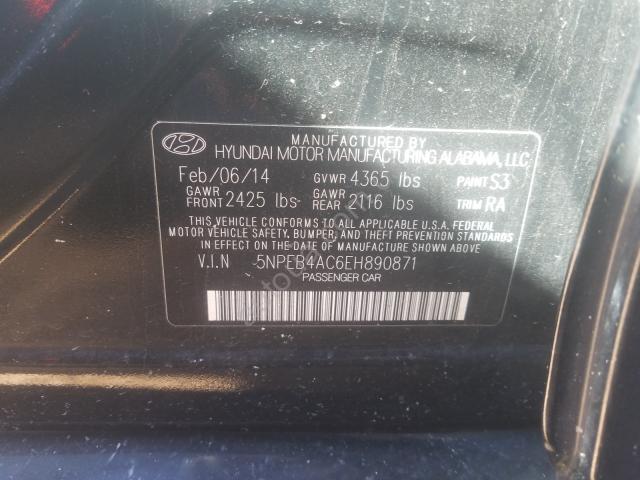 MANUFACTURED BY
HYUNDAI MOTOR MANUFACTURING ALABAMA, LLC
Feb/06/14 GVWR 4365 lbs PAINT S3
GAWR FRONT 2425 lbs GAWR REAR 2116 lbs TRIM RA
THIS VEHICLE CONFORMS TO ALL APPLICABLE U.S.A. FEDERAL
MOTOR VEHICLE SAFETY, BUMPER, AND THEFT PREVENTION STANDARDS
IN EFFECT ON THE DATE OF MANUFACTURE SHOWN ABOVE
V.I.N -5NPEB4AC6EH890871
PASSENGER CAR